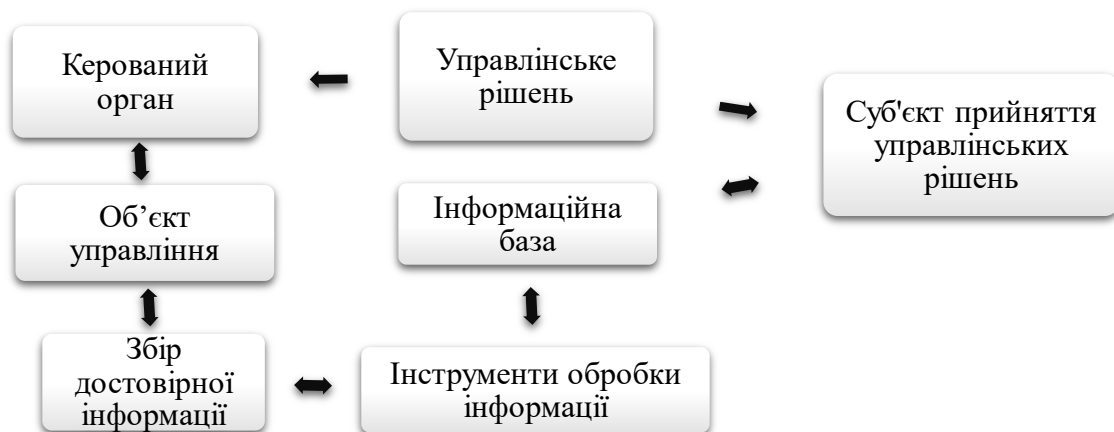 Керований
орган
Управлінське
рішень
Суб'єкт прийняття
управлінських
рішень
Об’єкт
управління
Інформаційна
база
Збір
достовірної
інформації
Інструменти обробки
інформації